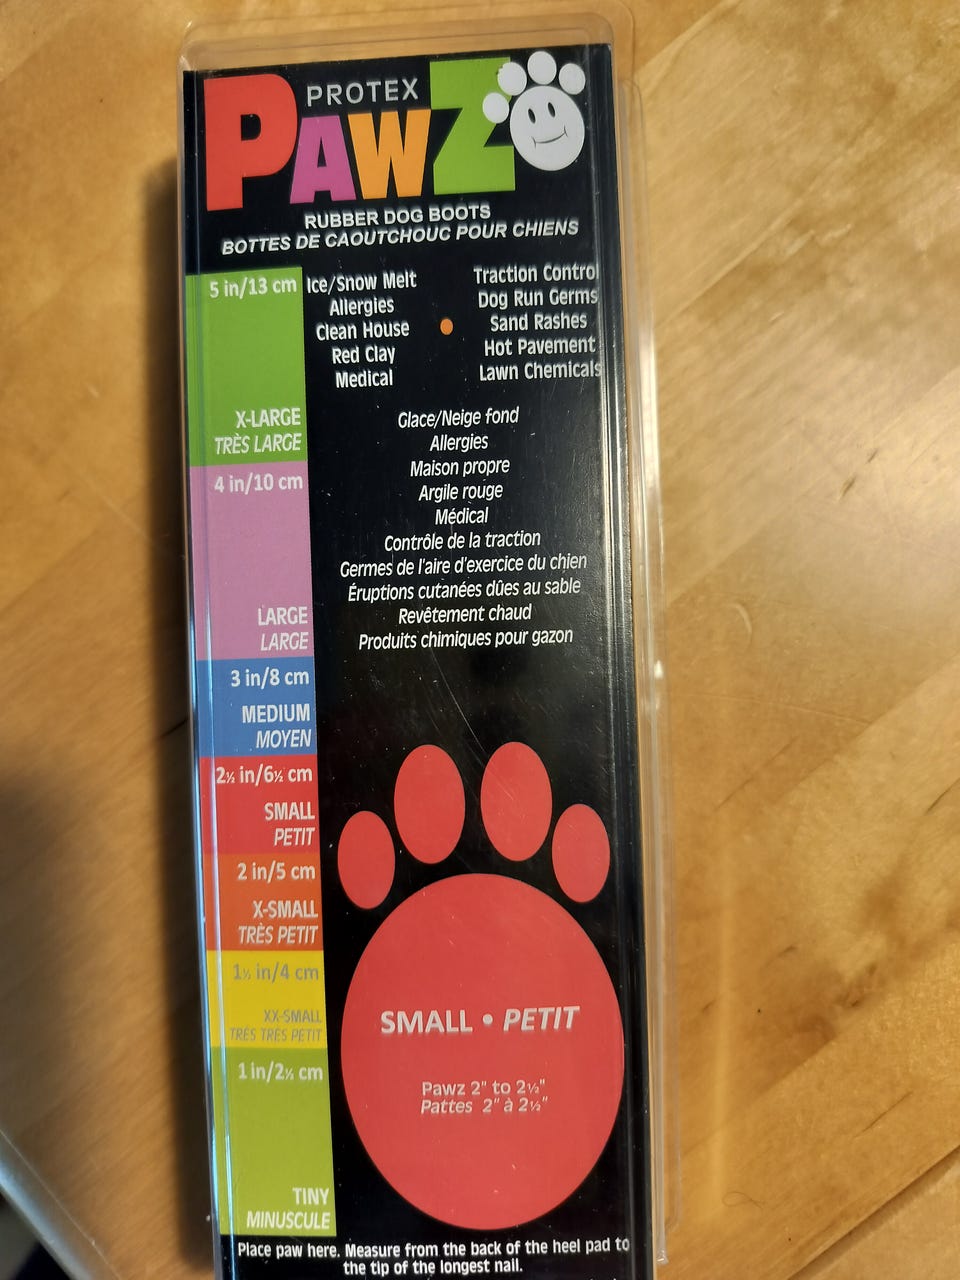 PROTEX
PAWZ
RUBBER DOG BOOTS
BOTTES DE CAOUTCHOUC POUR CHIENS
5 in/13 cm
X-LARGE
TRÈS LARGE
4 in/10 cm
LARGE
LARGE
3 in/8 cm
MEDIUM
MOYEN
2½ in/6½ cm
SMALL
PETIT
2 in/5 cm
X-SMALL
TRÈS PETIT
1½ in/4 cm
XX-SMALL
TRÈS TRÈS PETIT
1 in/2½ cm
TINY
MINUSCULE
Ice/Snow Melt
Allergies
Clean House
Red Clay
Medical
Traction Control
Dog Run Germs
Sand Rashes
Hot Pavement
Lawn Chemicals
Glace/Neige fond
Allergies
Maison propre
Argile rouge
Médical
Contrôle de la traction
Germes de l'aire d'exercice du chien
Éruptions cutanées dûes au sable
Revêtement chaud
Produits chimiques pour gazon
SMALL • PETIT
Pawz 2" to 2½"
Pattes 2" à 2½"
Place paw here. Measure from the back of the heel pad to
the tip of the longest nail.